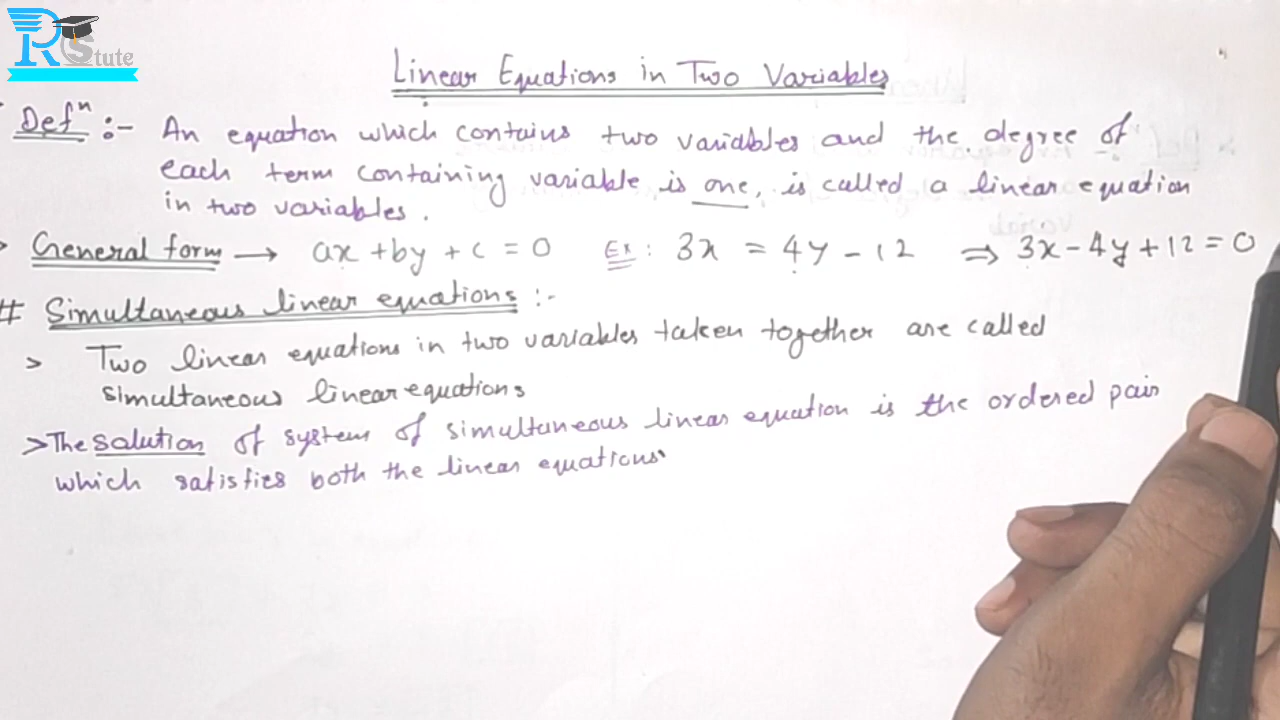 RStute
Linear Equations in Two Variables
Defⁿ :- An equation which contains two variables and the degree of
each term containing variable is one, is called a linear equation
in two variables.
> General form → ax + by + c = 0 Ex: 3x = 4y - 12 ⇒ 3x - 4y + 12 = 0
# Simultaneous linear equations :-
> Two linear equations in two variables taken together are called
simultaneous linear equations
> The solution of system of simultaneous linear equation is the ordered pair
which satisfies both the linear equations